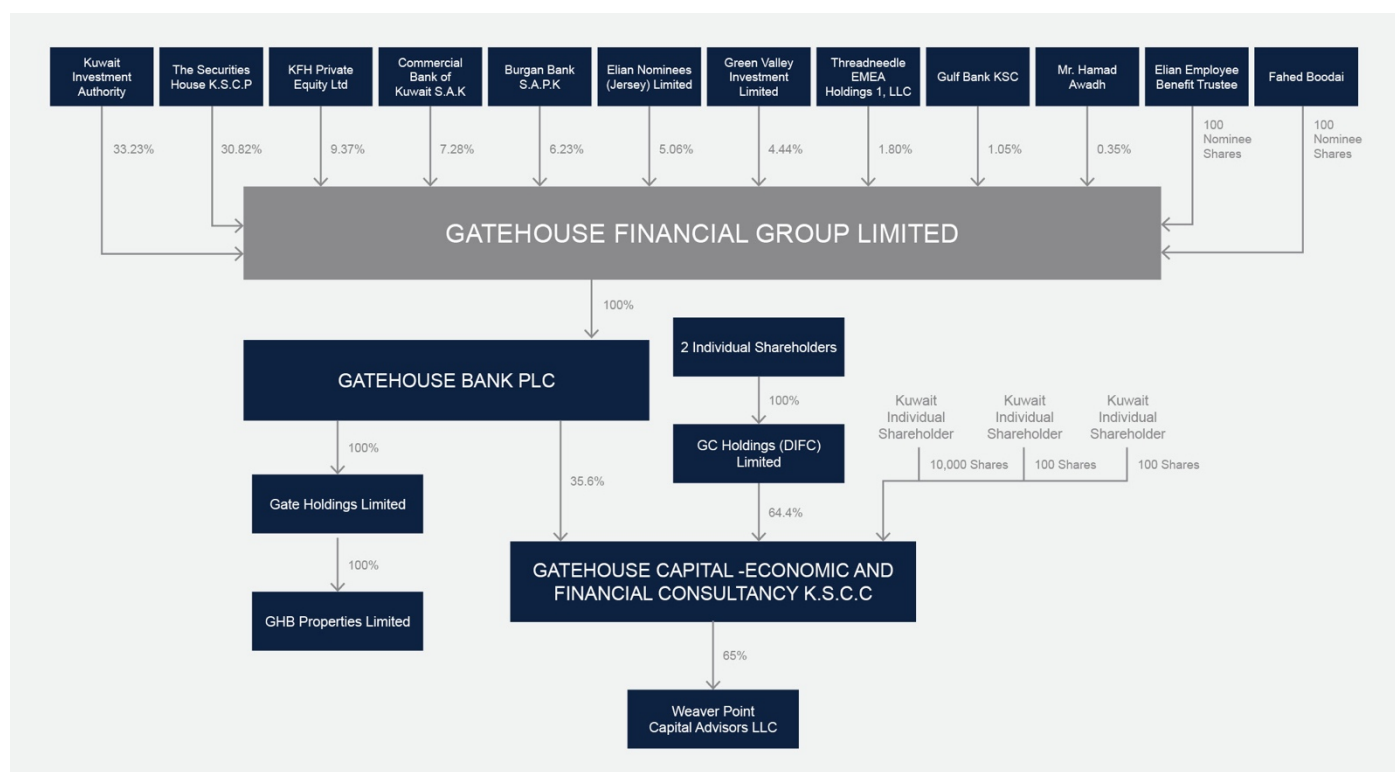 Kuwait
Investment
Authority
The Securities
House K.S.C.P
KFH Private
Equity Ltd
Commercial
Bank of
Kuwait S.A.K
Burgan Bank
S.A.P.K
Elian Nominees
(Jersey) Limited
Green Valley
Investment
Limited
Threadneedle
EMEA
Holdings 1, LLC
Gulf Bank KSC
Mr. Hamad
Awadh
Elian Employee
Benefit Trustee
Fahed Boodai
33.23%
30.82%
9.37%
7.28%
6.23%
5.06%
4.44%
1.80%
1.05%
0.35%
100
Nominee
Shares
100
Nominee
Shares
GATEHOUSE FINANCIAL GROUP LIMITED
100%
2 Individual Shareholders
GATEHOUSE BANK PLC
100%
Kuwait
Individual
Shareholder
Kuwait
Individual
Shareholder
Kuwait
Individual
Shareholder
100%
GC Holdings (DIFC)
Limited
10,000 Shares
100 Shares
100 Shares
35.6%
Gate Holdings Limited
64.4%
100%
GATEHOUSE CAPITAL -ECONOMIC AND
FINANCIAL CONSULTANCY K.S.C.C
GHB Properties Limited
65%
Weaver Point
Capital Advisors LLC